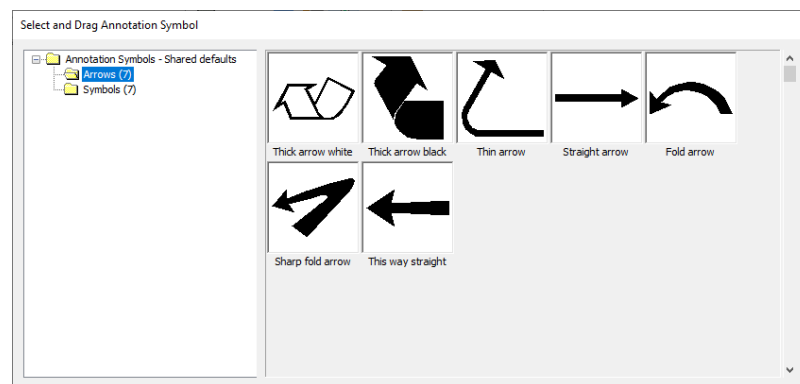 Select and Drag Annotation Symbol
Annotation Symbols - Shared defaults
Arrows (7)
Symbols (7)
Thick arrow white
Thick arrow black
Thin arrow
Straight arrow
Fold arrow
Sharp fold arrow
This way straight